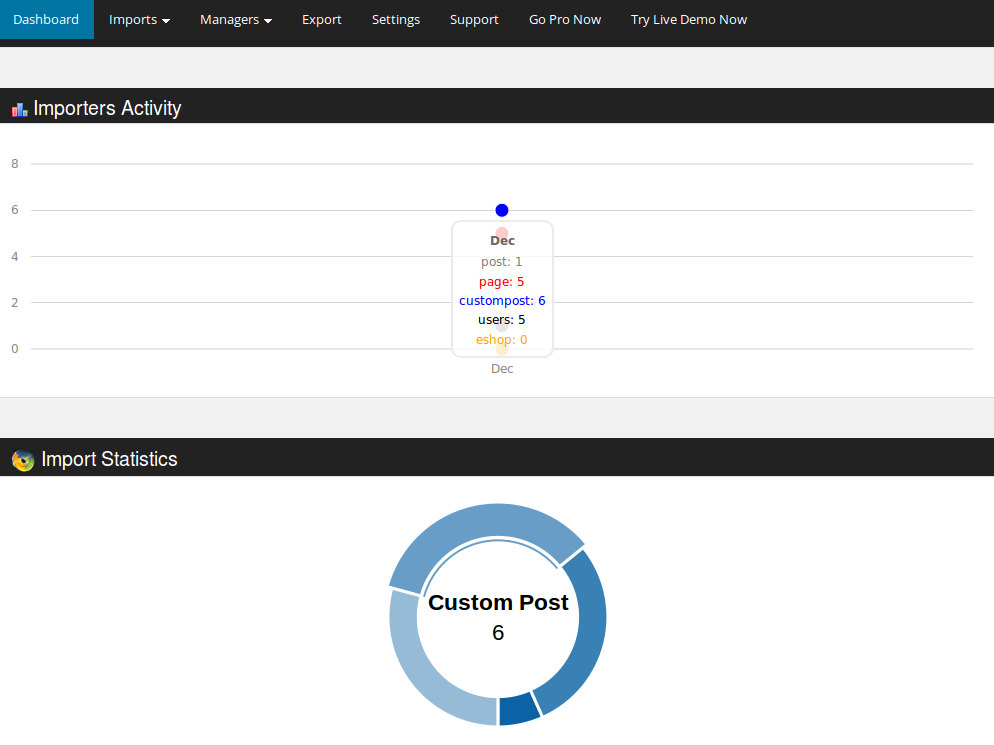 Dashboard Imports Managers Export Settings Support Go Pro Now Try Live Demo Now
Importers Activity
8
6
4
2
0
Dec
post: 1
page: 5
custompost: 6
users: 5
eshop: 0
Dec
Import Statistics
Custom Post
6